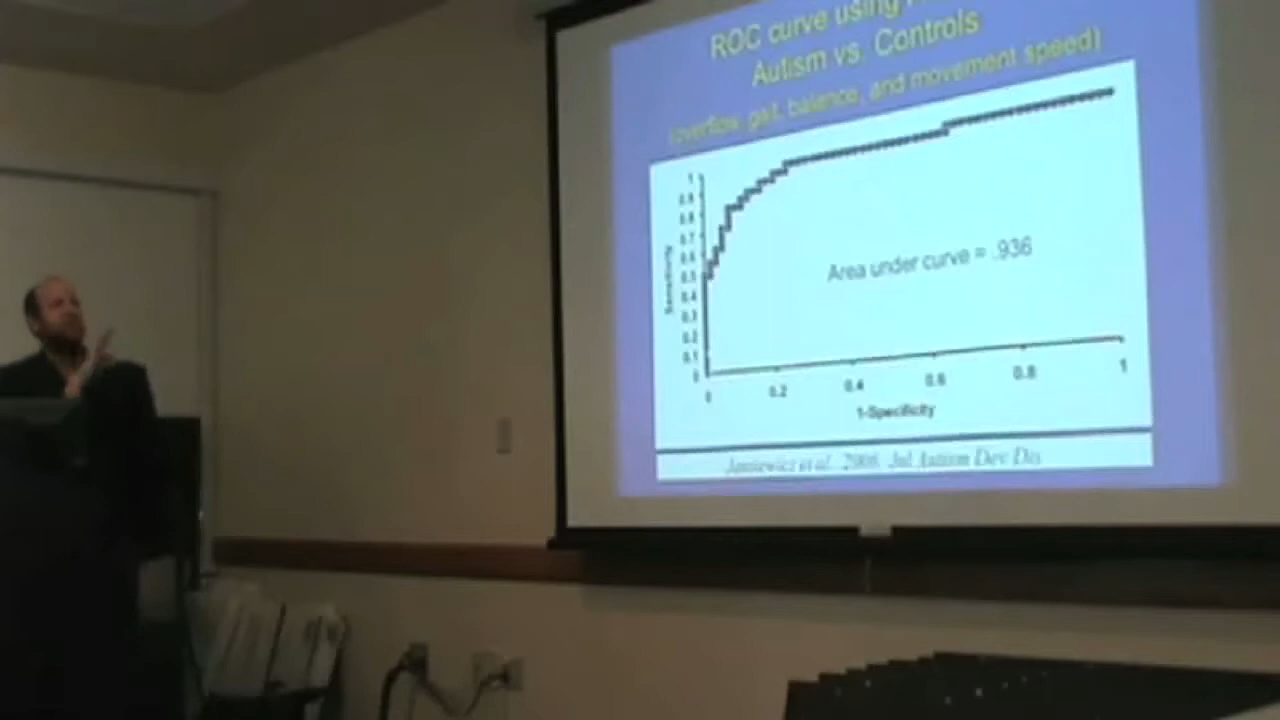 ROC curve using
Autism vs. Controls
(overflow, gait, balance, and movement speed)
1
0.9
0.8
0.7
0.6
0.5
0.4
0.3
0.2
0.1
0
Sensitivity
Area under curve = .936
0 0.2 0.4 0.6 0.8 1
1-Specificity
et al. 2006 Jnl Autism Dev Dis